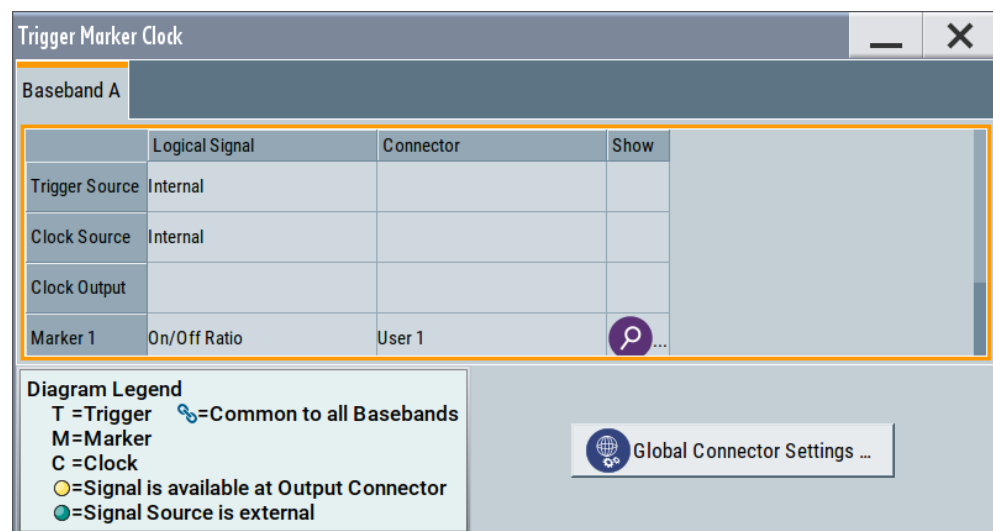 Trigger Marker Clock
Baseband A
Logical Signal Connector Show
Trigger Source Internal
Clock Source Internal
Clock Output
Marker 1 On/Off Ratio User 1 ...
Diagram Legend
T =Trigger =Common to all Basebands
M=Marker
C =Clock
=Signal is available at Output Connector
=Signal Source is external
Global Connector Settings ...